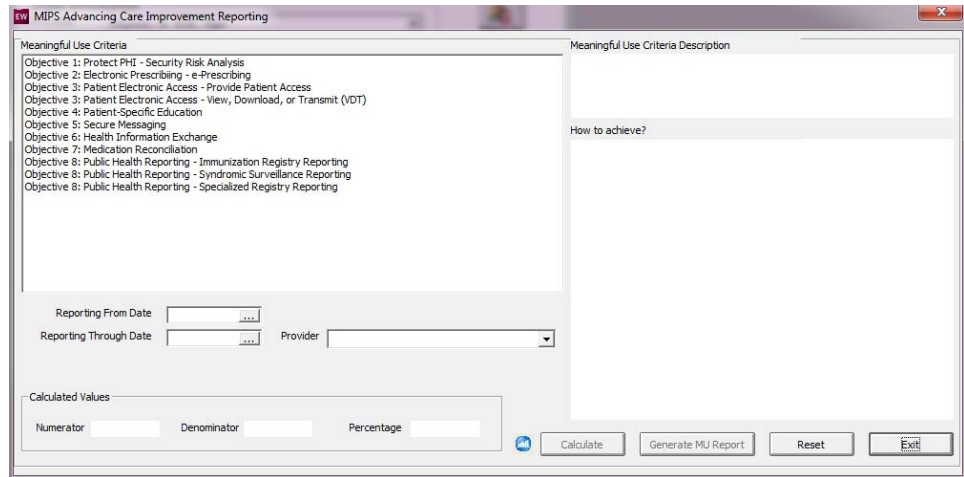 EW MIPS Advancing Care Improvement Reporting
Meaningful Use Criteria
Objective 1: Protect PHI - Security Risk Analysis
Objective 2: Electronic Prescribiing - e-Prescribing
Objective 3: Patient Electronic Access - Provide Patient Access
Objective 3: Patient Electronic Access - View, Download, or Transmit (VDT)
Objective 4: Patient-Specific Education
Objective 5: Secure Messaging
Objective 6: Health Information Exchange
Objective 7: Medication Reconciliation
Objective 8: Public Health Reporting - Immunization Registry Reporting
Objective 8: Public Health Reporting - Syndromic Surveillance Reporting
Objective 8: Public Health Reporting - Specialized Registry Reporting
Meaningful Use Criteria Description
How to achieve?
Reporting From Date ...
Reporting Through Date ... Provider
Calculated Values
Numerator Denominator Percentage
Calculate Generate MU Report Reset Exit